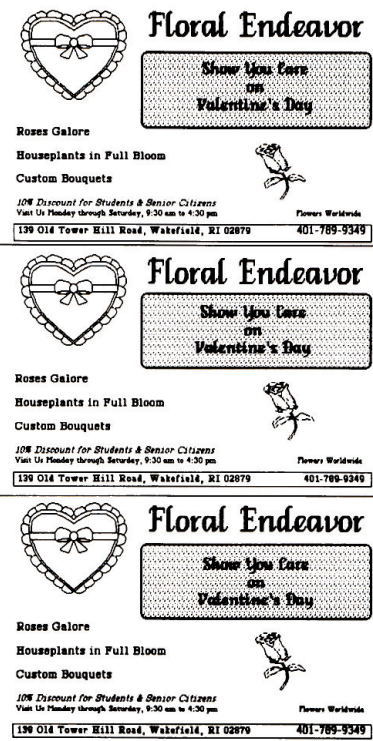 Floral Endeavor
Show You Care
on
Valentine's Day
Roses Galore
Houseplants in Full Bloom
Custom Bouquets
10% Discount for Students & Senior Citizens
Visit Us Monday through Saturday, 9:30 am to 4:30 pm
Flowers Worldwide
139 Old Tower Hill Road, Wakefield, RI 02879 401-789-9349
Floral Endeavor
Show You Care
on
Valentine's Day
Roses Galore
Houseplants in Full Bloom
Custom Bouquets
10% Discount for Students & Senior Citizens
Visit Us Monday through Saturday, 9:30 am to 4:30 pm
Flowers Worldwide
139 Old Tower Hill Road, Wakefield, RI 02879 401-789-9349
Floral Endeavor
Show You Care
on
Valentine's Day
Roses Galore
Houseplants in Full Bloom
Custom Bouquets
10% Discount for Students & Senior Citizens
Visit Us Monday through Saturday, 9:30 am to 4:30 pm
Flowers Worldwide
139 Old Tower Hill Road, Wakefield, RI 02879 401-789-9349